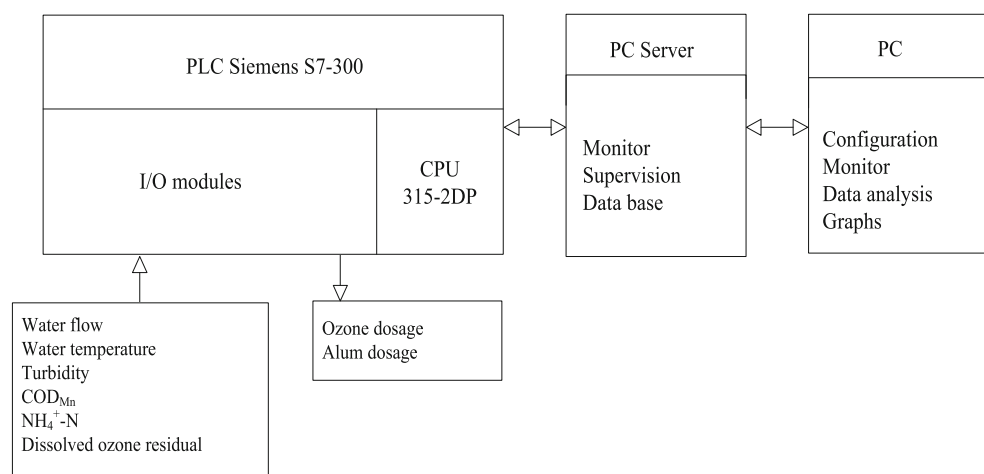 PLC Siemens S7-300
I/O modules
CPU
315-2DP
PC Server
Monitor
Supervision
Data base
PC
Configuration
Monitor
Data analysis
Graphs
Water flow
Water temperature
Turbidity
COD_Mn
NH₄⁺-N
Dissolved ozone residual
Ozone dosage
Alum dosage